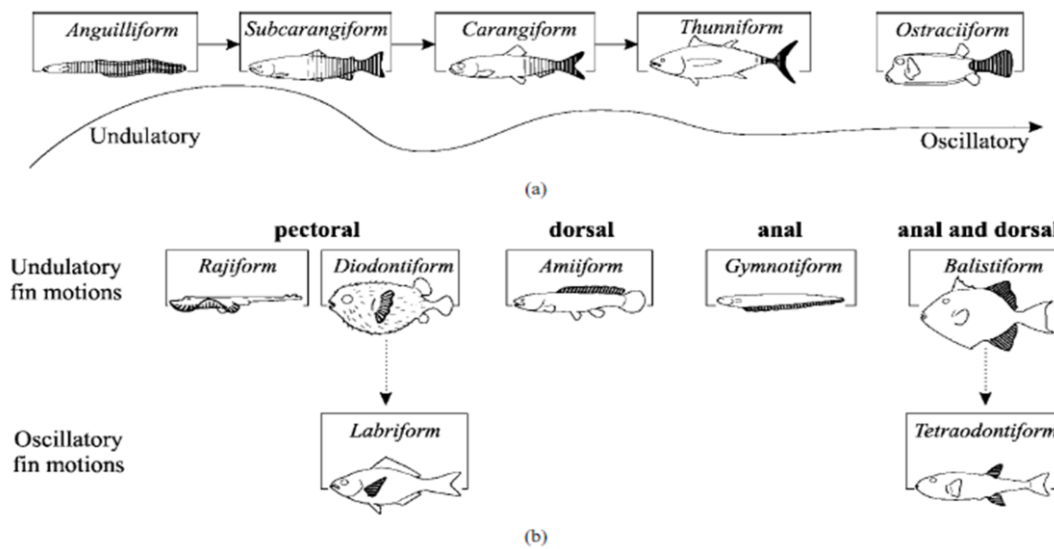 Anguilliform Subcarangiform Carangiform Thunniform Ostraciiform
Undulatory Oscillatory
(a)
pectoral dorsal anal anal and dorsal
Undulatory
fin motions
Rajiform Diodontiform Amiiform Gymnotiform Balistiform
Oscillatory
fin motions
Labriform Tetraodontiform
(b)